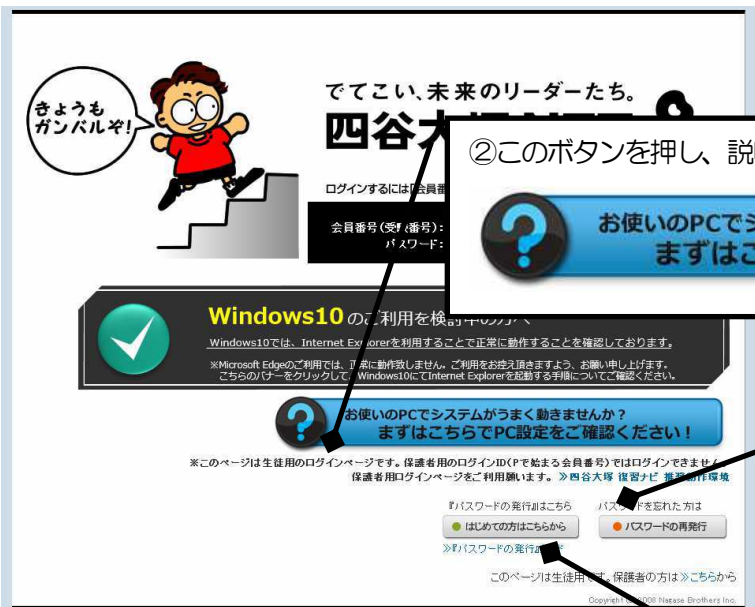 きょうも
ガンバルぞ!
でてこい、未来のリーダーたち。
四谷大
②このボタンを押し、説
ログインするには「会員番
会員番号(受 番号):
パスワード:
お使いのPCでシ
まずはこ
Windows10のご利用を検討中の方へ
Windows10では、Internet Explorerを利用することで正常に動作することを確認しております。
※Microsoft Edgeのご利用では、正常に動作致しません。ご利用をお控え頂きますよう、お願い申し上げます。
こちらのバナーをクリックして、Windows10にてInternet Explorerを起動する手順についてご確認ください。
お使いのPCでシステムがうまく動きませんか?
まずはこちらでPC設定をご確認ください!
※このページは生徒用のログインページです。保護者用のログインID(Pで始まる会員番号)ではログインできません。
保護者用ログインページをご利用願います。≫四谷大塚 復習ナビ 推奨動作環境
『パスワードの発行』はこちら パスワードを忘れた方は
はじめての方はこちらから パスワードの再発行
≫『パスワードの発行』
このページは生徒用です。保護者の方は≫こちらから
Copyright © 2008 Nagase Brothers Inc.